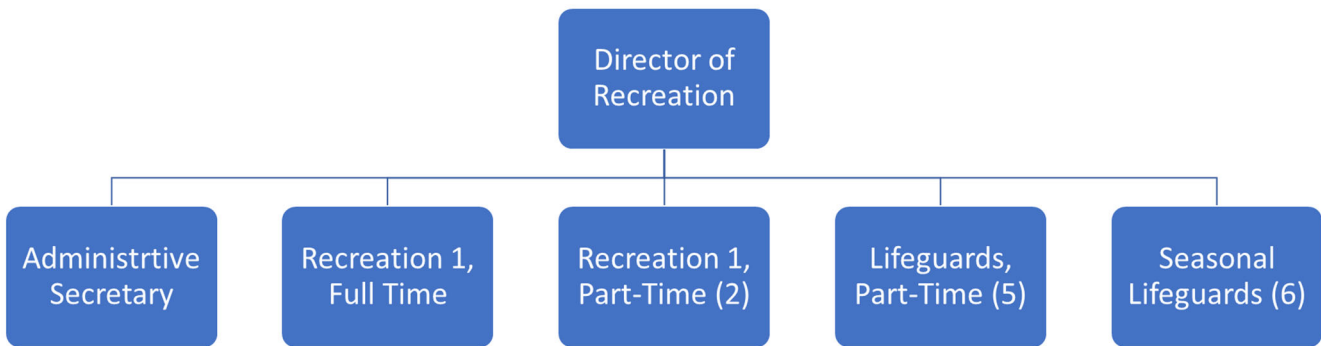 Director of
Recreation
Administrtive
Secretary
Recreation 1,
Full Time
Recreation 1,
Part-Time (2)
Lifeguards,
Part-Time (5)
Seasonal
Lifeguards (6)